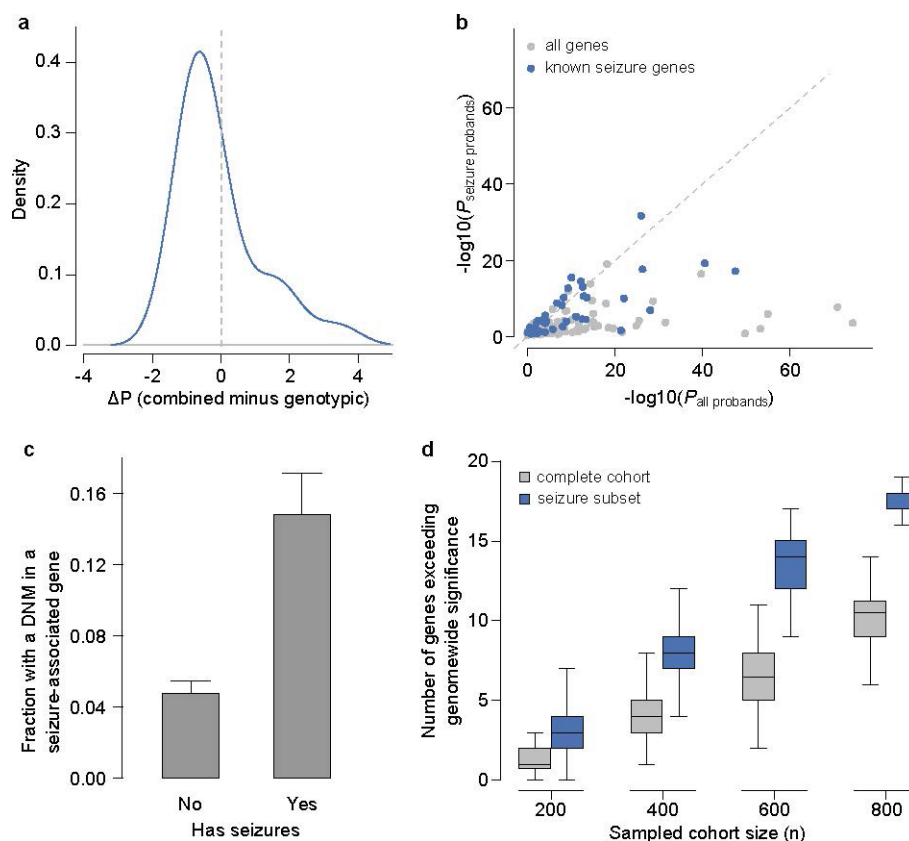 a
0.4
0.3
0.2
0.1
0.0
Density
-4 -2 0 2 4
ΔP (combined minus genotypic)
b
all genes
known seizure genes
60
40
20
0
-log10(Pseizure probands)
0 20 40 60
-log10(Pall probands)
c
0.16
0.12
0.08
0.04
0.00
Fraction with a DNM in a
seizure-associated gene
No Yes
Has seizures
d
complete cohort
seizure subset
20
15
10
5
0
Number of genes exceeding
genomewide significance
200 400 600 800
Sampled cohort size (n)